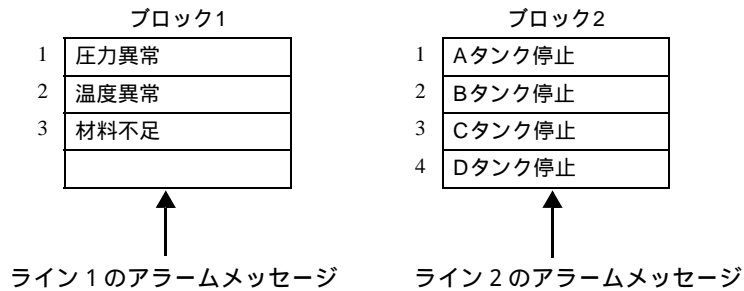 ブロック1
1 圧力異常
2 温度異常
3 材料不足
ライン1のアラームメッセージ
ブロック2
1 Aタンク停止
2 Bタンク停止
3 Cタンク停止
4 Dタンク停止
ライン2のアラームメッセージ